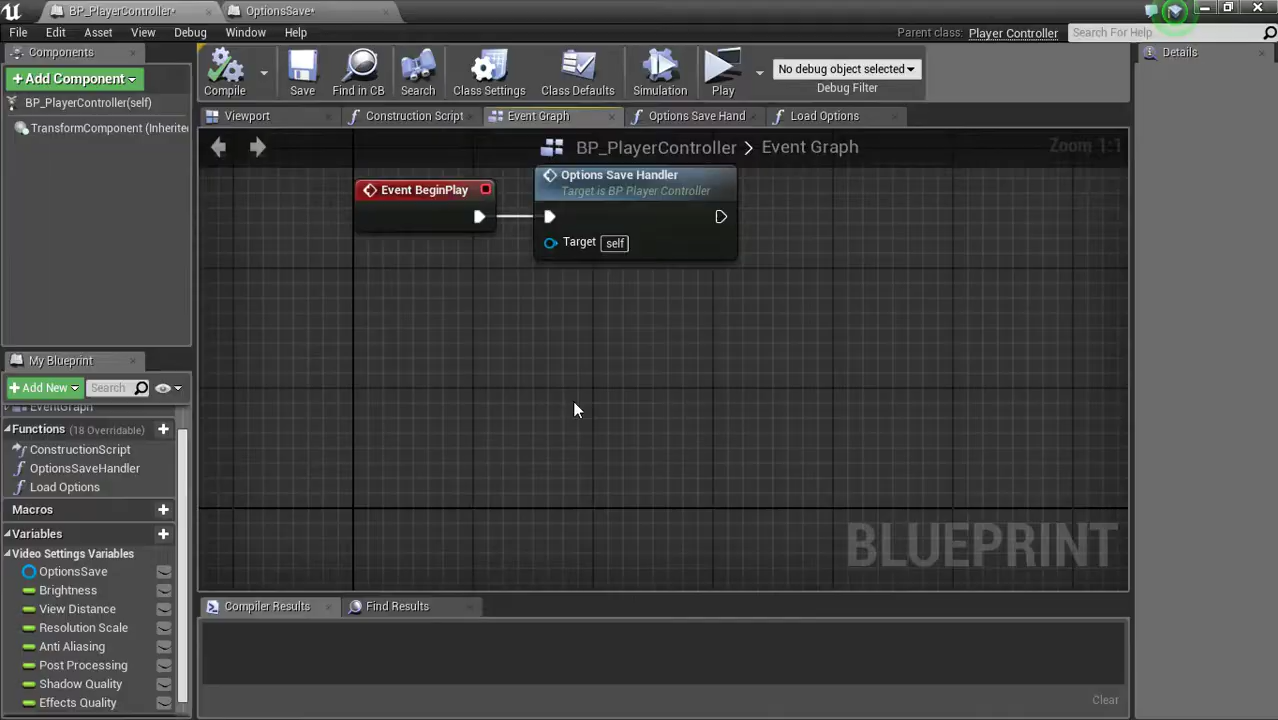 BP_PlayerController*
OptionsSave*
File Edit Asset View Debug Window Help
Parent class: Player Controller
Search For Help
Components
Details
+Add Component
Compile
Save
Find in CB
Search
Class Settings
Class Defaults
Simulation
Play
No debug object selected
Debug Filter
BP_PlayerController(self)
TransformComponent (Inherite
Viewport
Construction Script
Event Graph
Options Save Hand
Load Options
BP_PlayerController > Event Graph
Zoom 1:1
Event BeginPlay
Options Save Handler
Target is BP Player Controller
Target self
My Blueprint
+Add New
Search
EventGraph
Functions (18 Overridable)
ConstructionScript
OptionsSaveHandler
Load Options
Macros
Variables
Video Settings Variables
OptionsSave
Brightness
View Distance
Resolution Scale
Anti Aliasing
Post Processing
Shadow Quality
Effects Quality
BLUEPRINT
Compiler Results
Find Results
Clear